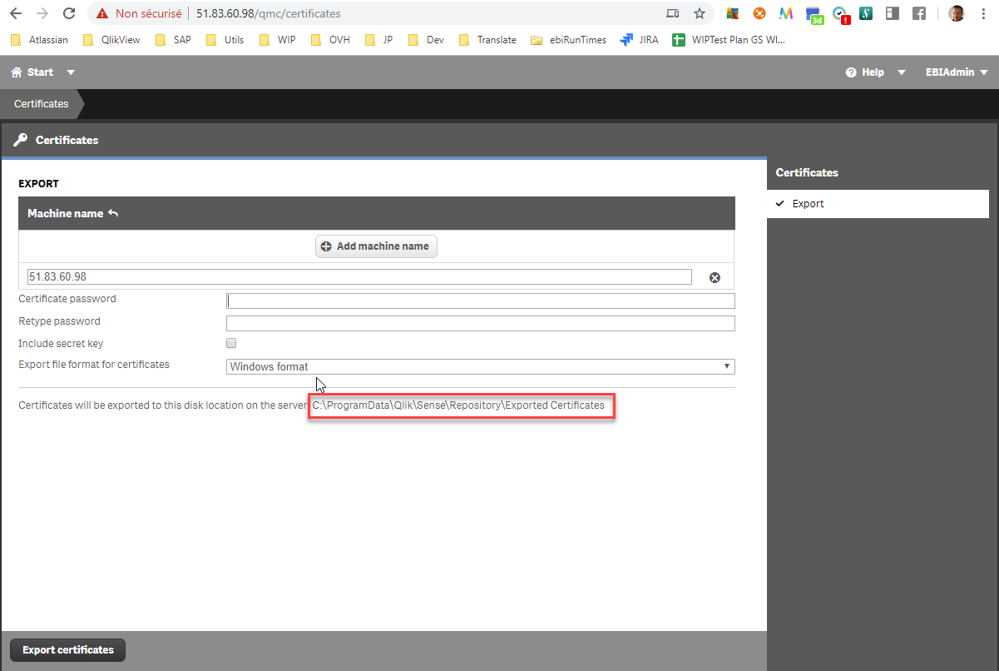 Non sécurisé | 51.83.60.98/qmc/certificates
Atlassian QlikView SAP Utils WIP OVH JP Dev Translate ebiRunTimes JIRA WIPTest Plan GS WI...
3d
Start Help EBIAdmin
Certificates
Certificates
Certificates
Export
EXPORT
Machine name
Add machine name
51.83.60.98
Certificate password
Retype password
Include secret key
Export file format for certificates Windows format
Certificates will be exported to this disk location on the server C:\ProgramData\Qlik\Sense\Repository\Exported Certificates
Export certificates